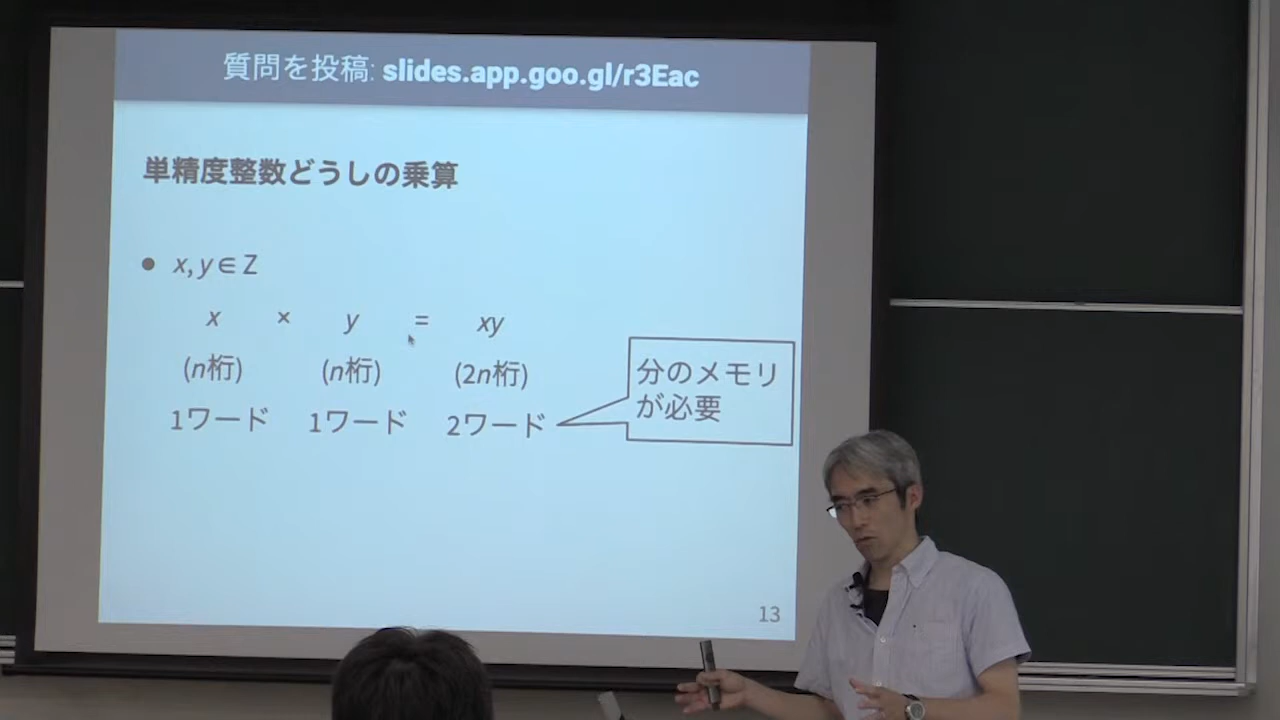 質問を投稿: slides.app.goo.gl/r3Eac
単精度整数どうしの乗算
● x, y ∈ Z
x × y = xy
(n桁) (n桁) (2n桁)
1ワード 1ワード 2ワード
分のメモリ
が必要
13